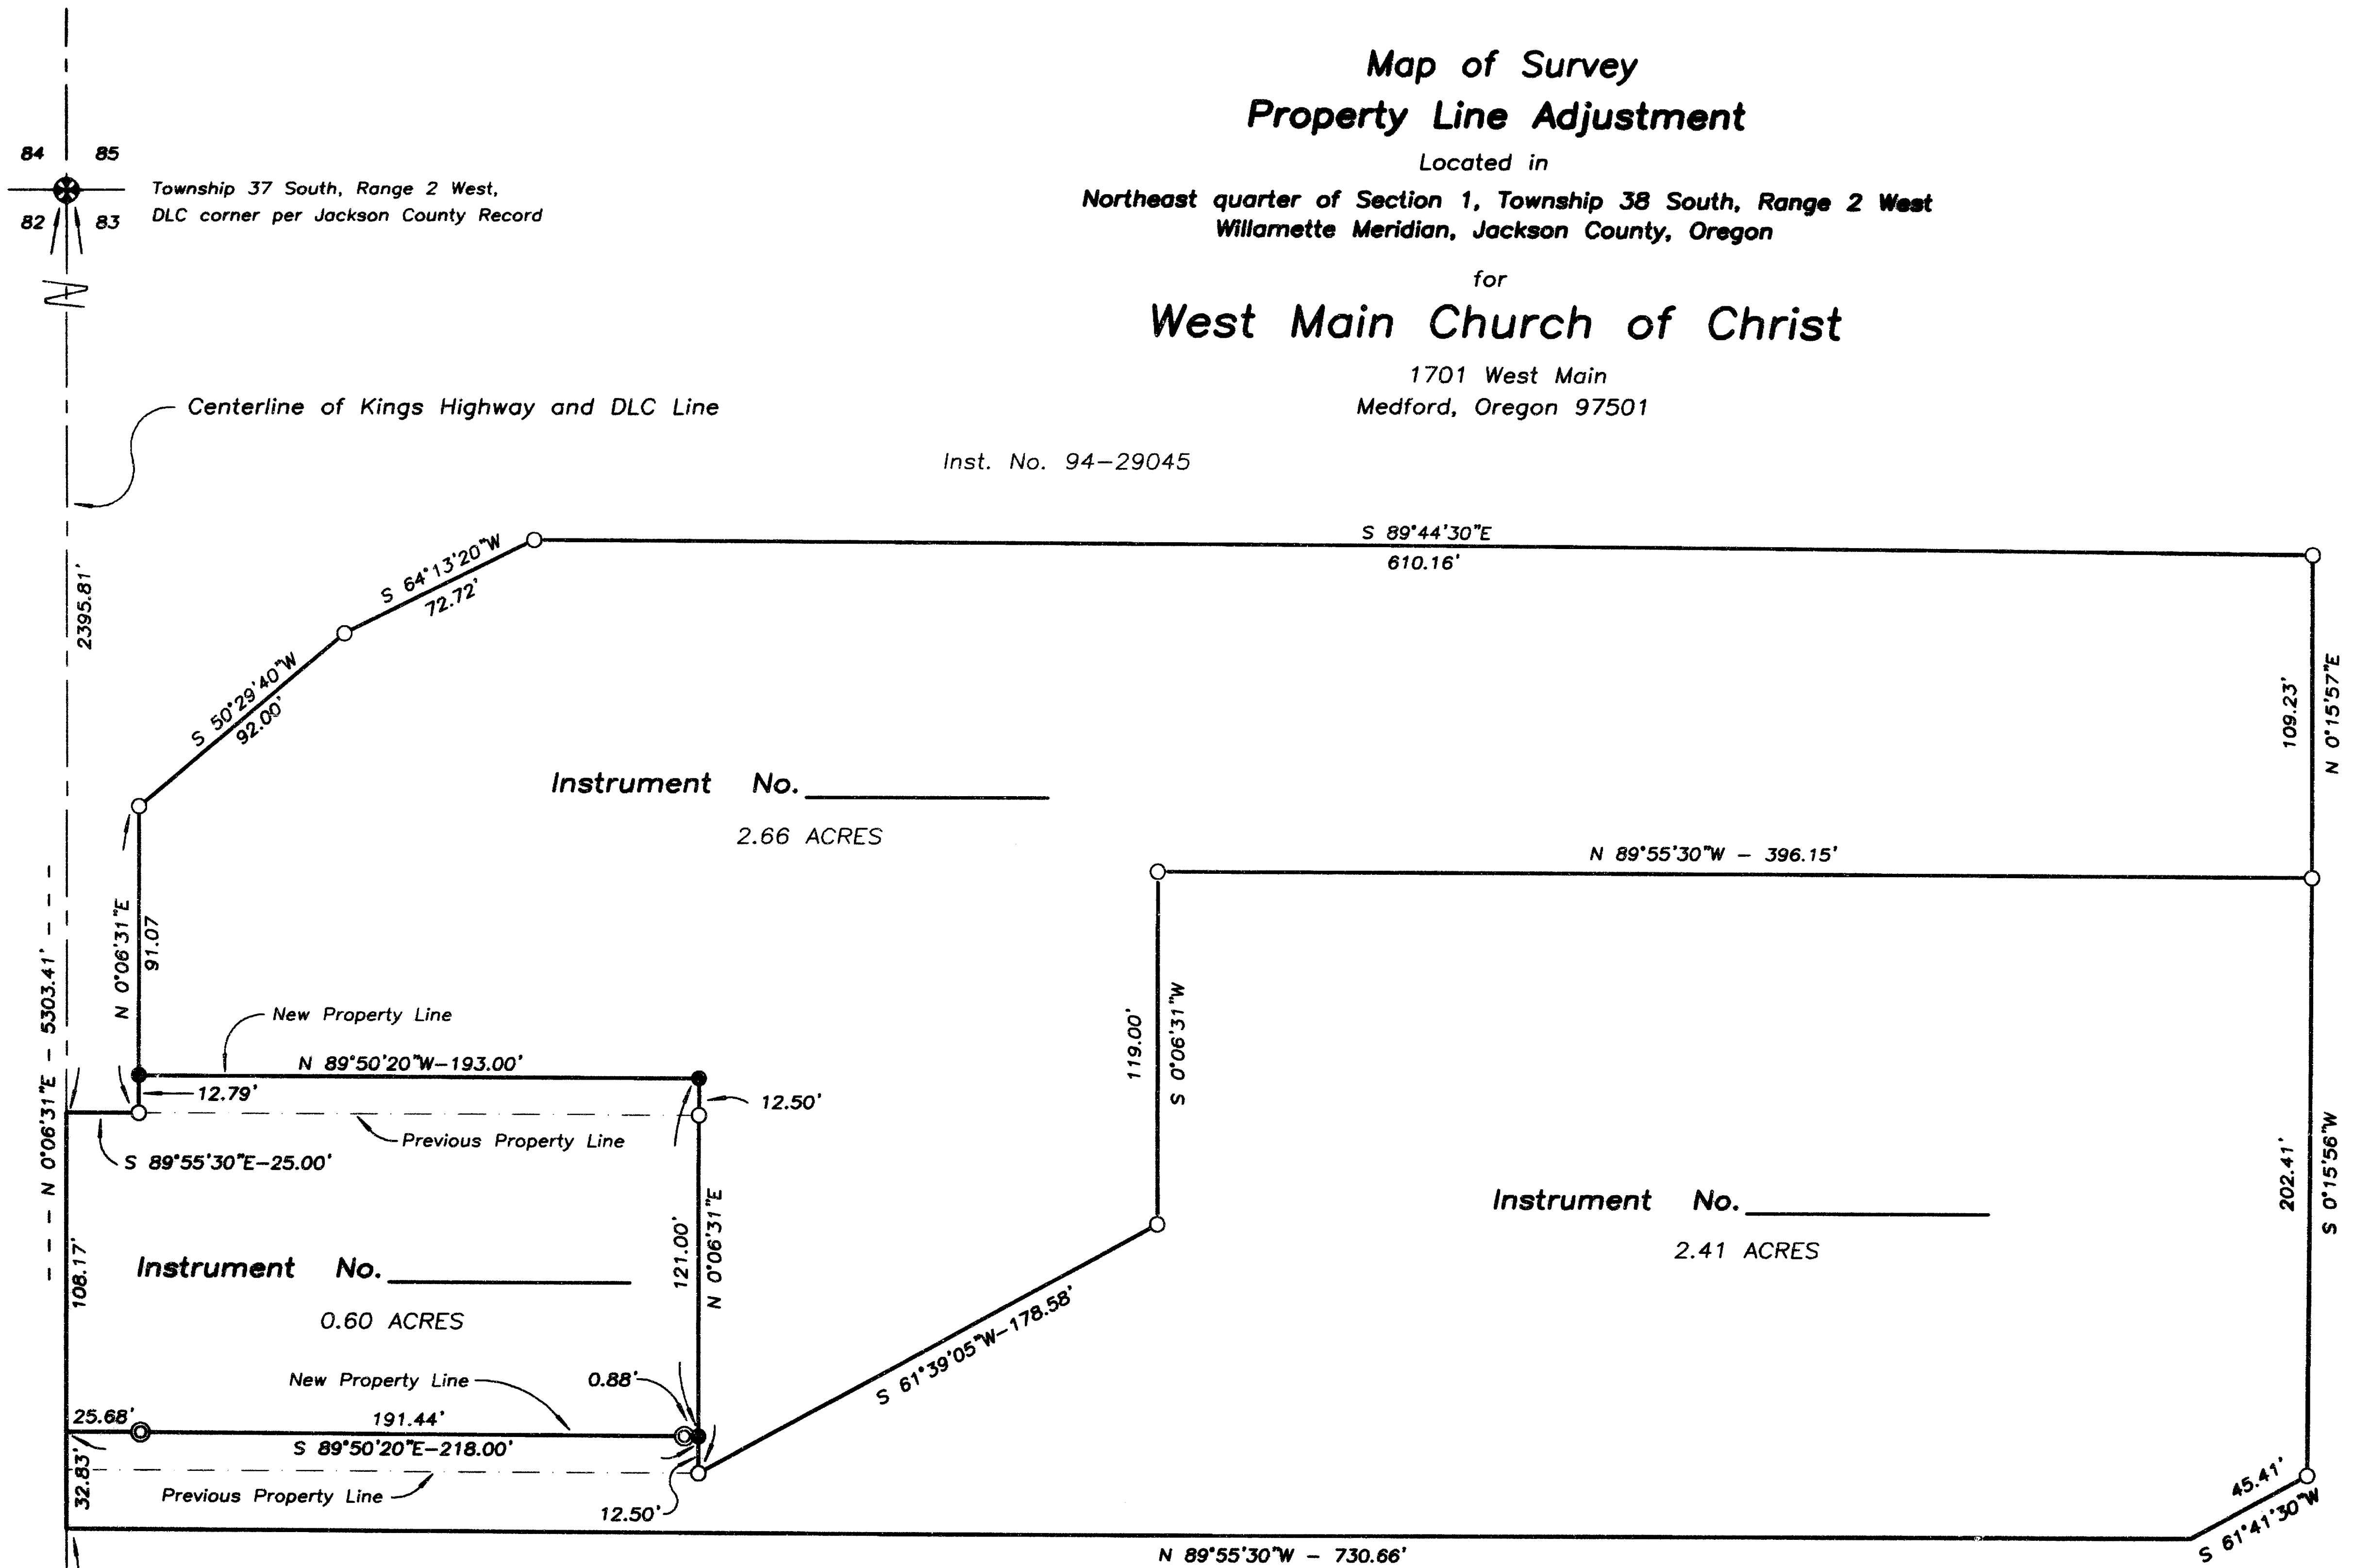 Map of Survey
Property Line Adjustment
Located in
Northeast quarter of Section 1, Township 38 South, Range 2 West
Willamette Meridian, Jackson County, Oregon
for
West Main Church of Christ
1701 West Main
Medford, Oregon 97501
84 85
82 83
Township 37 South, Range 2 West,
DLC corner per Jackson County Record
N
Centerline of Kings Highway and DLC Line
Inst. No. 94-29045
2395.81'
S 64°13'20"W
72.72'
S 89°44'30"E
610.16'
S 50°29'40"W
92.00'
109.23'
N 0°15'57"E
Instrument No.
2.66 ACRES
N 89°55'30"W - 396.15'
N 0°06'31"E
91.07
--- N 0°06'31"E - 5303.41' ---
New Property Line
N 89°50'20"W-193.00'
12.79'
12.50'
Previous Property Line
S 89°55'30"E-25.00'
119.00'
S 0°06'31"W
108.17'
Instrument No.
0.60 ACRES
121.00'
N 0°06'31"E
Instrument No.
2.41 ACRES
202.41'
S 0°15'56"W
S 61°39'05"W-178.58'
New Property Line
0.88'
25.68'
191.44'
S 89°50'20"E-218.00'
32.83'
Previous Property Line
12.50'
45.41'
S 61°41'30"W
N 89°55'30"W - 730.66'